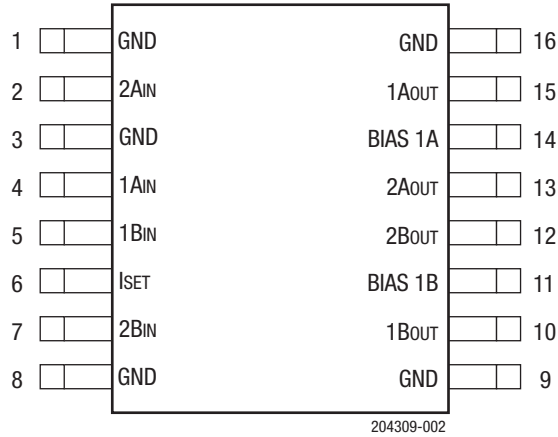 1 GND GND 16
2 2AIN 1AOUT 15
3 GND BIAS 1A 14
4 1AIN 2AOUT 13
5 1BIN 2BOUT 12
6 ISET BIAS 1B 11
7 2BIN 1BOUT 10
8 GND GND 9
204309-002